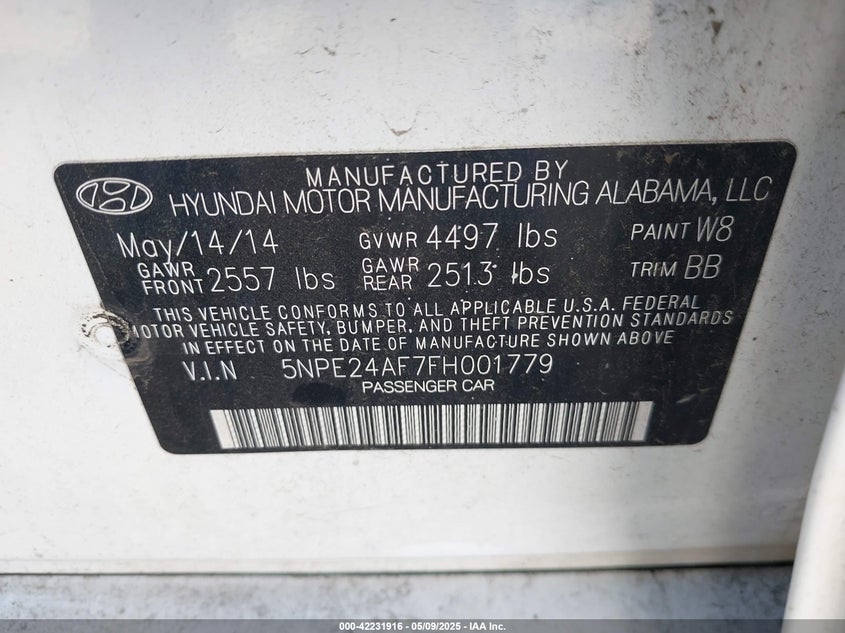 MANUFACTURED BY
HYUNDAI MOTOR MANUFACTURING ALABAMA, LLC
May/14/14 GVWR 4497 lbs PAINT W8
GAWR FRONT 2557 lbs GAWR REAR 2513 lbs TRIM BB
THIS VEHICLE CONFORMS TO ALL APPLICABLE U.S.A. FEDERAL
MOTOR VEHICLE SAFETY, BUMPER, AND THEFT PREVENTION STANDARDS
IN EFFECT ON THE DATE OF MANUFACTURE SHOWN ABOVE
V.I.N 5NPE24AF7FH001779
PASSENGER CAR
000-42231916 - 05/09/2025 - IAA Inc.